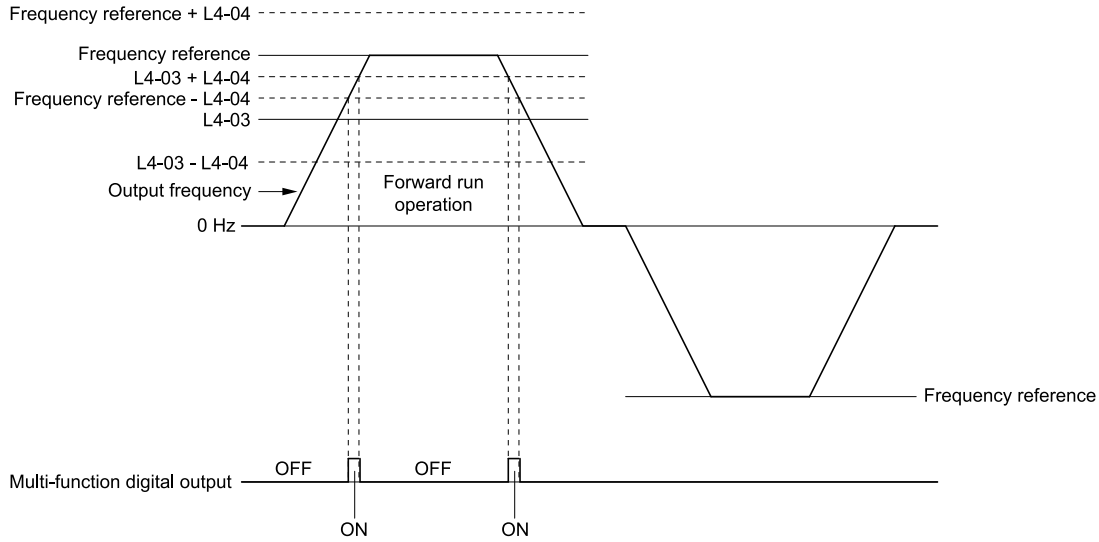 Frequency reference + L4-04
Frequency reference
L4-03 + L4-04
Frequency reference - L4-04
L4-03
L4-03 - L4-04
Output frequency
Forward run
operation
0 Hz
Frequency reference
OFF
OFF
Multi-function digital output
ON
ON